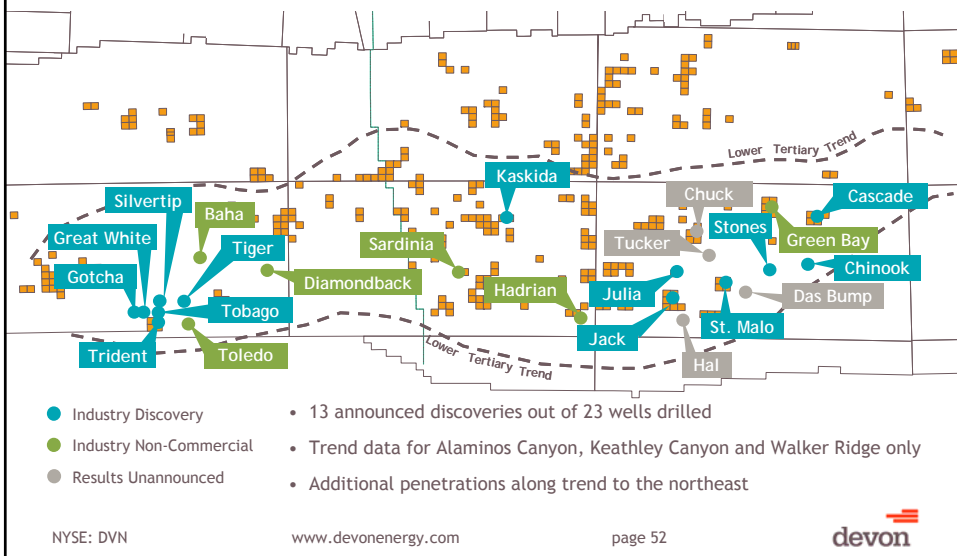 Lower Tertiary Trend
Kaskida
Silvertip
Chuck
Cascade
Baha
Stones
Great White
Tiger
Sardinia
Tucker
Green Bay
Gotcha
Diamondback
Hadrian
Julia
Chinook
Tobago
Das Bump
St. Malo
Trident
Toledo
Jack
Hal
Lower Tertiary Trend
Industry Discovery
Industry Non-Commercial
Results Unannounced
• 13 announced discoveries out of 23 wells drilled
• Trend data for Alaminos Canyon, Keathley Canyon and Walker Ridge only
• Additional penetrations along trend to the northeast
NYSE: DVN
www.devonenergy.com
page 52
devon